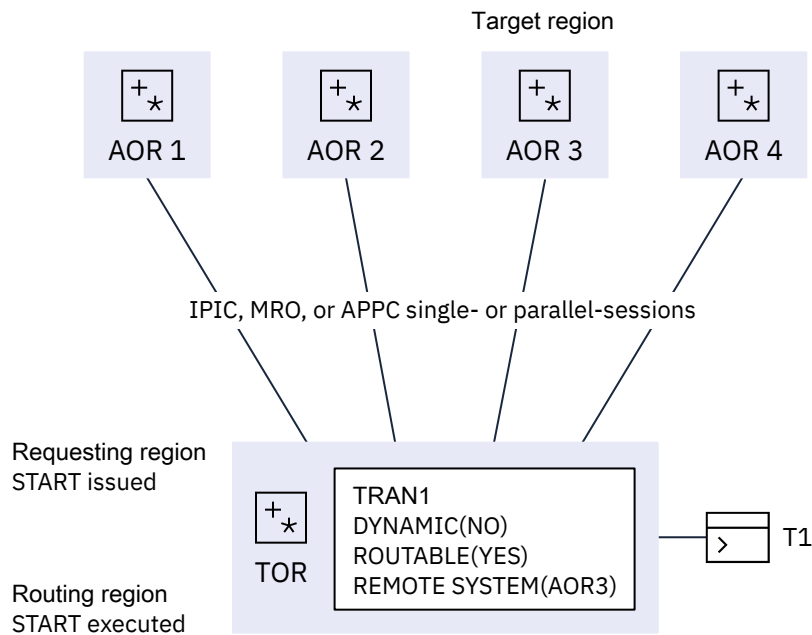 Target region
AOR 1
AOR 2
AOR 3
AOR 4
IPIC, MRO, or APPC single- or parallel-sessions
Requesting region
START issued
TRAN1
DYNAMIC(NO)
ROUTABLE(YES)
REMOTE SYSTEM(AOR3)
TOR
T1
Routing region
START executed